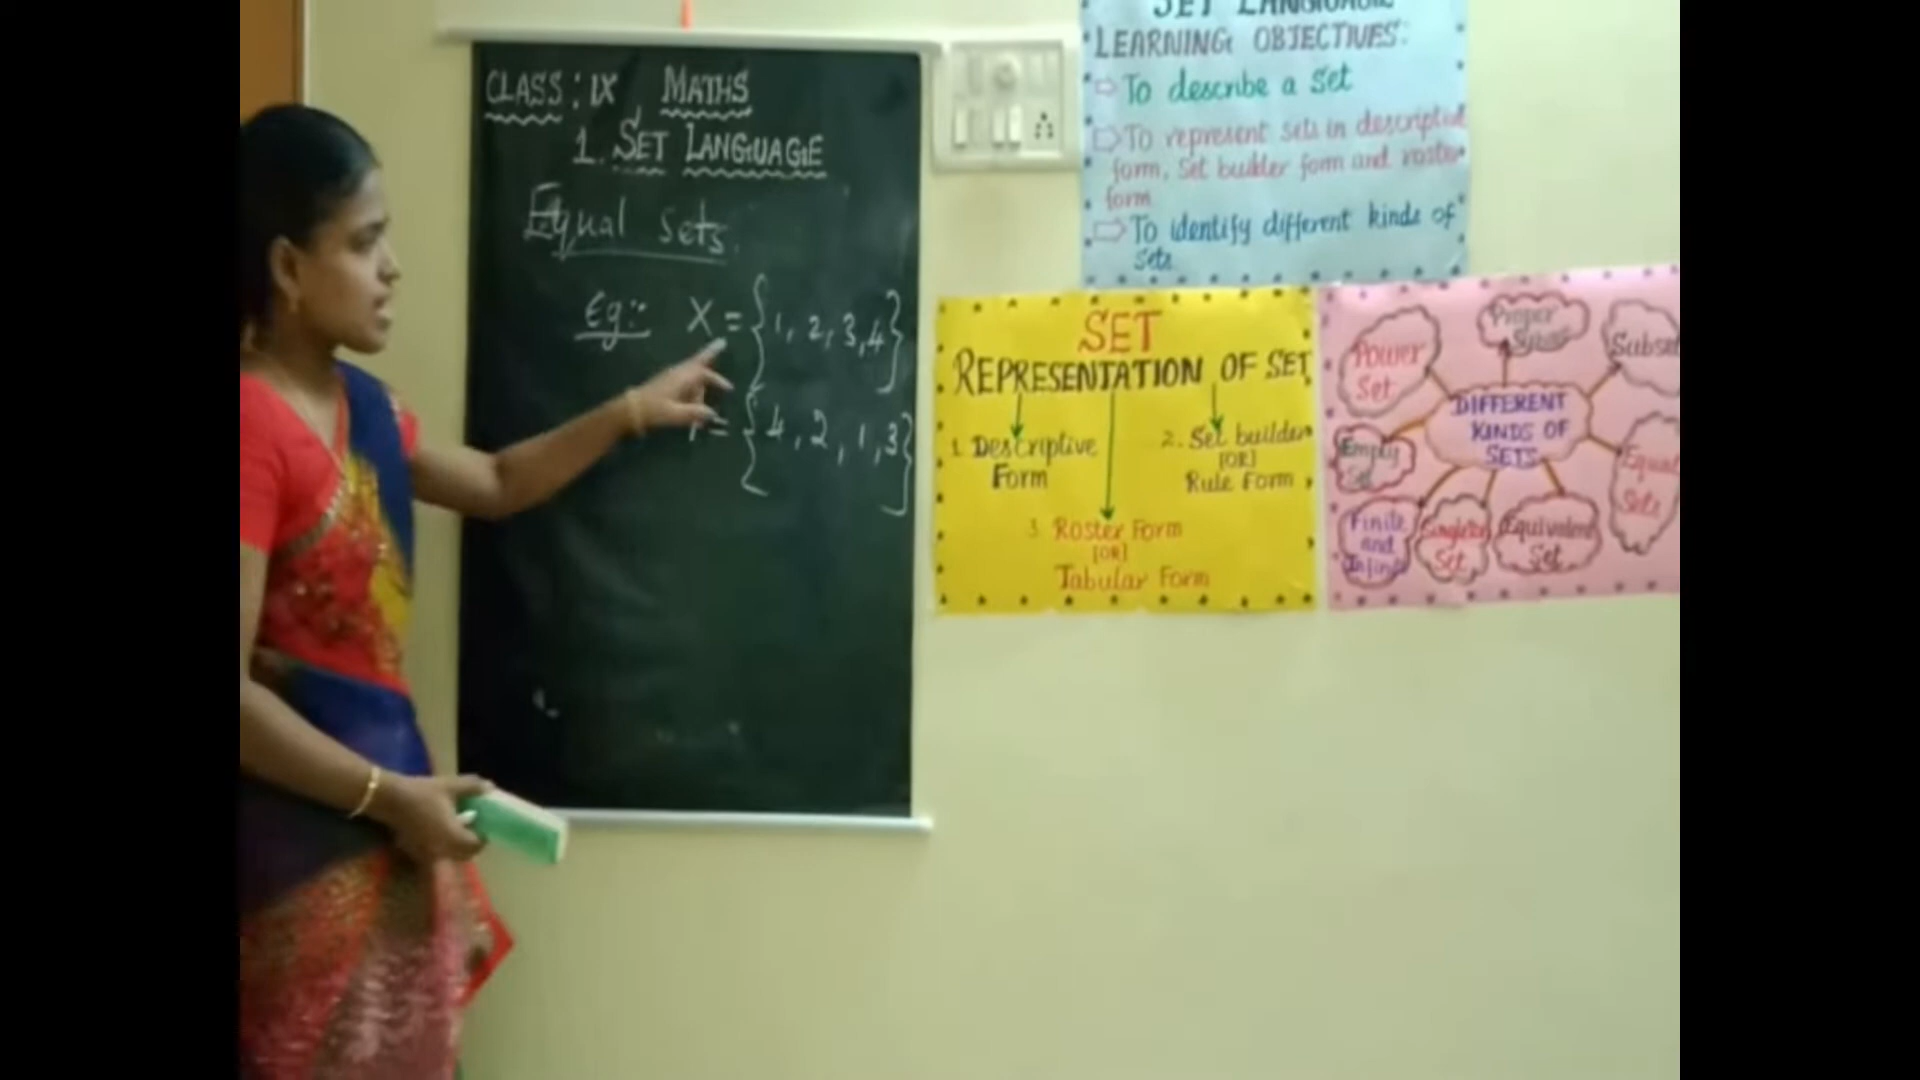 CLASS: IX MATHS
1. SET LANGUAGE
Equal sets.
Eg:- X = {1, 2, 3, 4}
= {4, 2, 1, 3}
SET LANGUAGE
LEARNING OBJECTIVES:
To describe a set
To represent sets in descriptive
form, Set builder form and roster
form
To identify different kinds of
Sets
SET
REPRESENTATION OF SET
1. Descriptive
Form
2. Set builder
[OR]
Rule Form
3. Roster Form
[OR]
Tabular Form
DIFFERENT
KINDS OF
SETS
Power
Set
Proper
Subset
Subset
Empty
Set
Equal
Sets
Finite
and
Infinite
Singleton
Set
Equivalent
Set